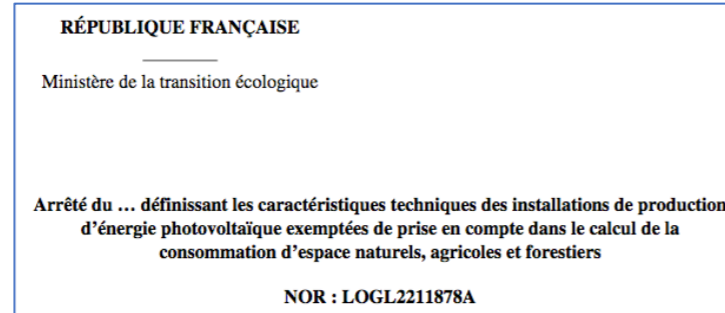 RÉPUBLIQUE FRANÇAISE
Ministère de la transition écologique
Arrêté du … définissant les caractéristiques techniques des installations de production
d’énergie photovoltaïque exemptées de prise en compte dans le calcul de la
consommation d’espace naturels, agricoles et forestiers
NOR : LOGL2211878A